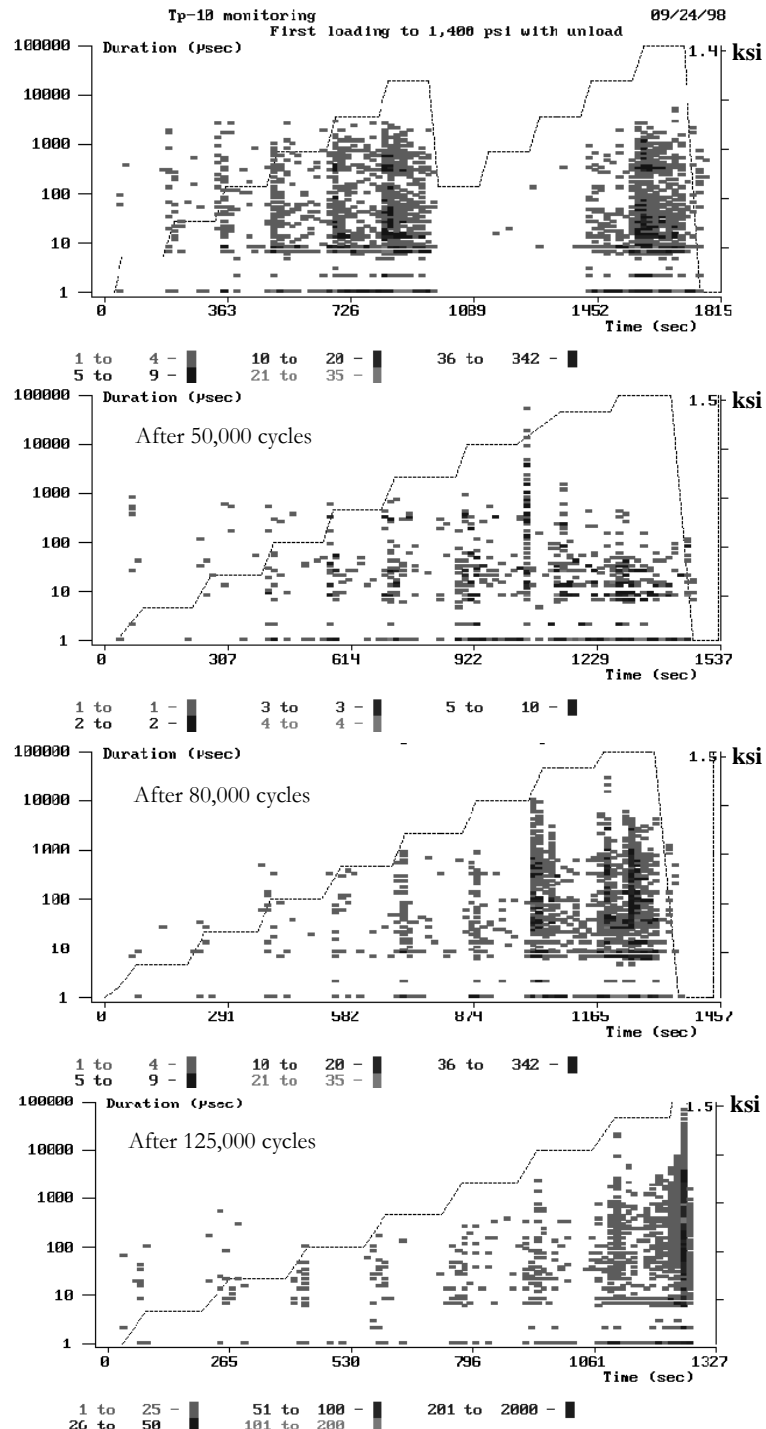 Tp-10 monitoring 09/24/98
First loading to 1,400 psi with unload
Duration (µsec)
1.4 ksi
100000
10000
1000
100
10
1
0 363 726 1089 1452 1815
Time (sec)
1 to 4 - 10 to 20 - 36 to 342 -
5 to 9 - 21 to 35 -
Duration (µsec)
1.5 ksi
After 50,000 cycles
100000
10000
1000
100
10
1
0 307 614 922 1229 1537
Time (sec)
1 to 1 - 3 to 3 - 5 to 10 -
2 to 2 - 4 to 4 -
Duration (µsec)
1.5 ksi
After 80,000 cycles
100000
10000
1000
100
10
1
0 291 582 874 1165 1457
Time (sec)
1 to 4 - 10 to 20 - 36 to 342 -
5 to 9 - 21 to 35 -
Duration (µsec)
1.5 ksi
After 125,000 cycles
100000
10000
1000
100
10
1
0 265 530 796 1061 1327
Time (sec)
1 to 25 - 51 to 100 - 201 to 2000 -
26 to 50 - 101 to 200 -